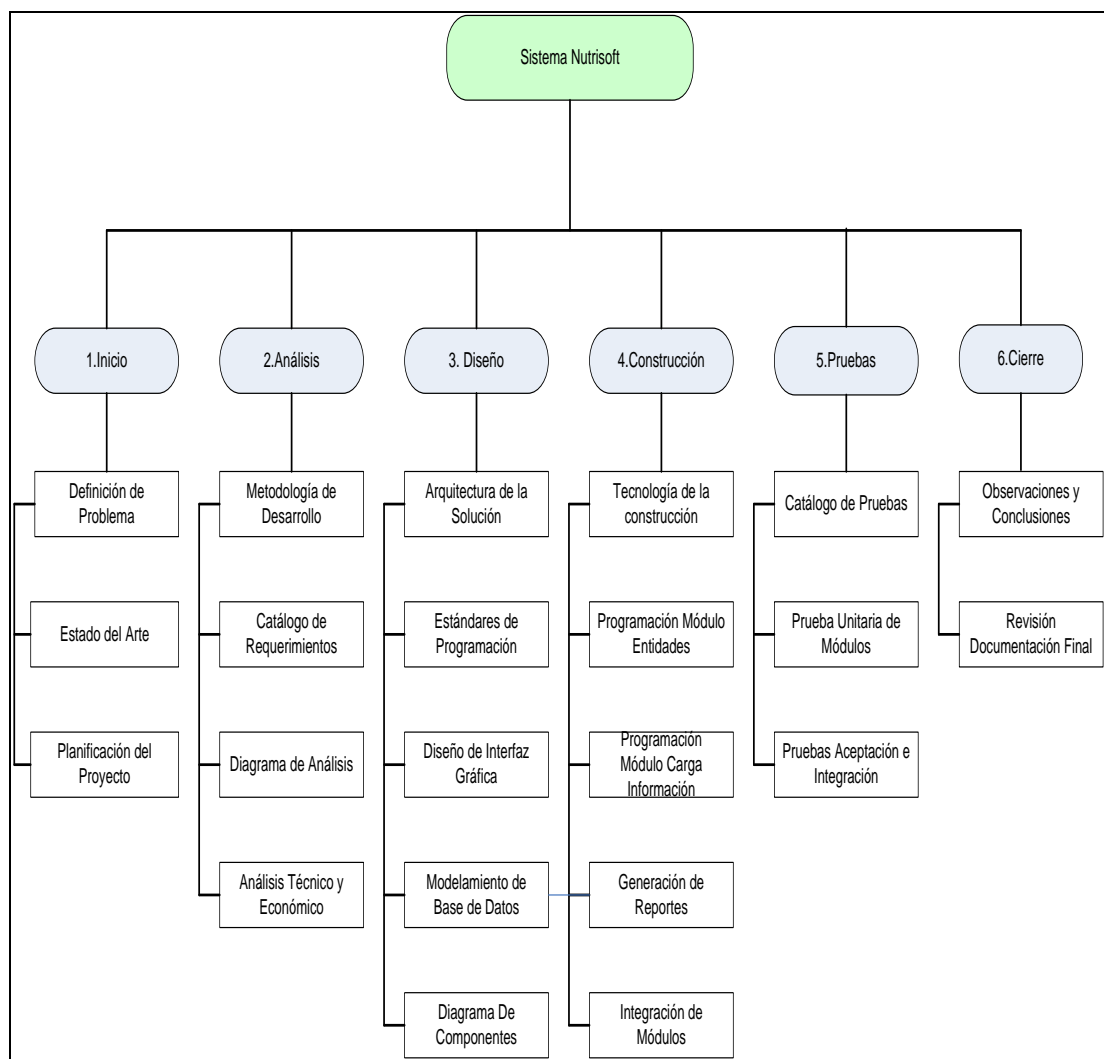 Sistema Nutrisoft
1.Inicio
2.Análisis
3. Diseño
4.Construcción
5.Pruebas
6.Cierre
Definición de
Problema
Metodología de
Desarrollo
Arquitectura de la
Solución
Tecnología de la
construcción
Catálogo de Pruebas
Observaciones y
Conclusiones
Estado del Arte
Catálogo de
Requerimientos
Estándares de
Programación
Programación Módulo
Entidades
Prueba Unitaria de
Módulos
Revisión
Documentación Final
Planificación del
Proyecto
Diagrama de Análisis
Diseño de Interfaz
Gráfica
Programación
Módulo Carga
Información
Pruebas Aceptación e
Integración
Análisis Técnico y
Económico
Modelamiento de
Base de Datos
Generación de
Reportes
Diagrama De
Componentes
Integración de
Módulos